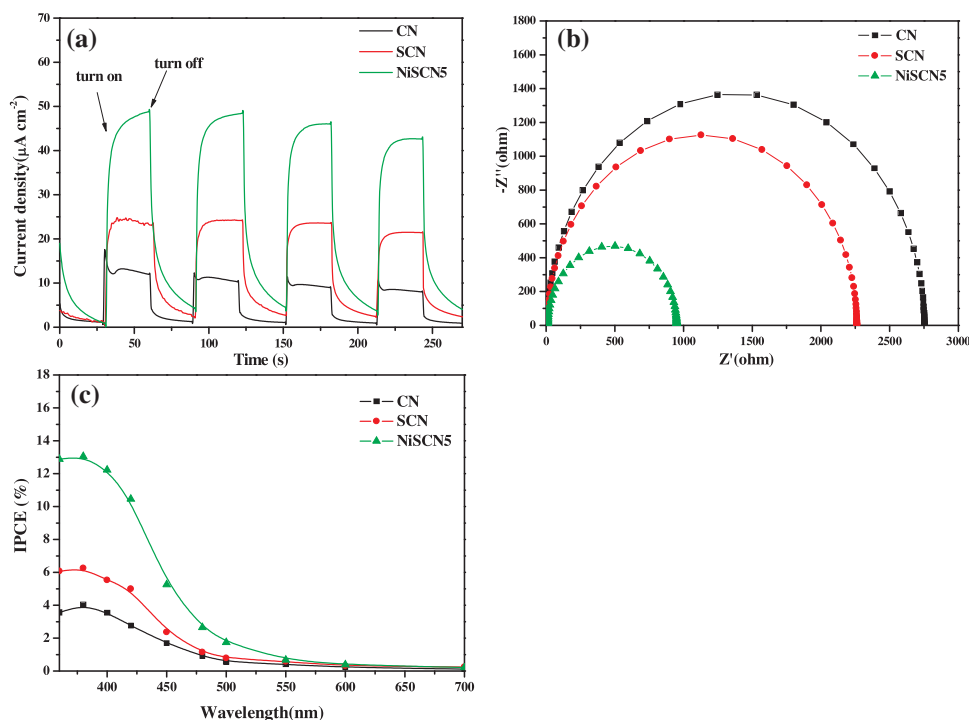 (a)
CN
SCN
NiSCN5
turn on
turn off
70
60
50
40
30
20
10
0
0
50
100
150
200
250
Current density(μA cm-2)
Time (s)
(b)
CN
SCN
NiSCN5
1800
1600
1400
1200
1000
800
600
400
200
0
0
500
1000
1500
2000
2500
3000
-Z''(ohm)
Z'(ohm)
(c)
CN
SCN
NiSCN5
18
16
14
12
10
8
6
4
2
0
400
450
500
550
600
650
700
IPCE (%)
Wavelength(nm)